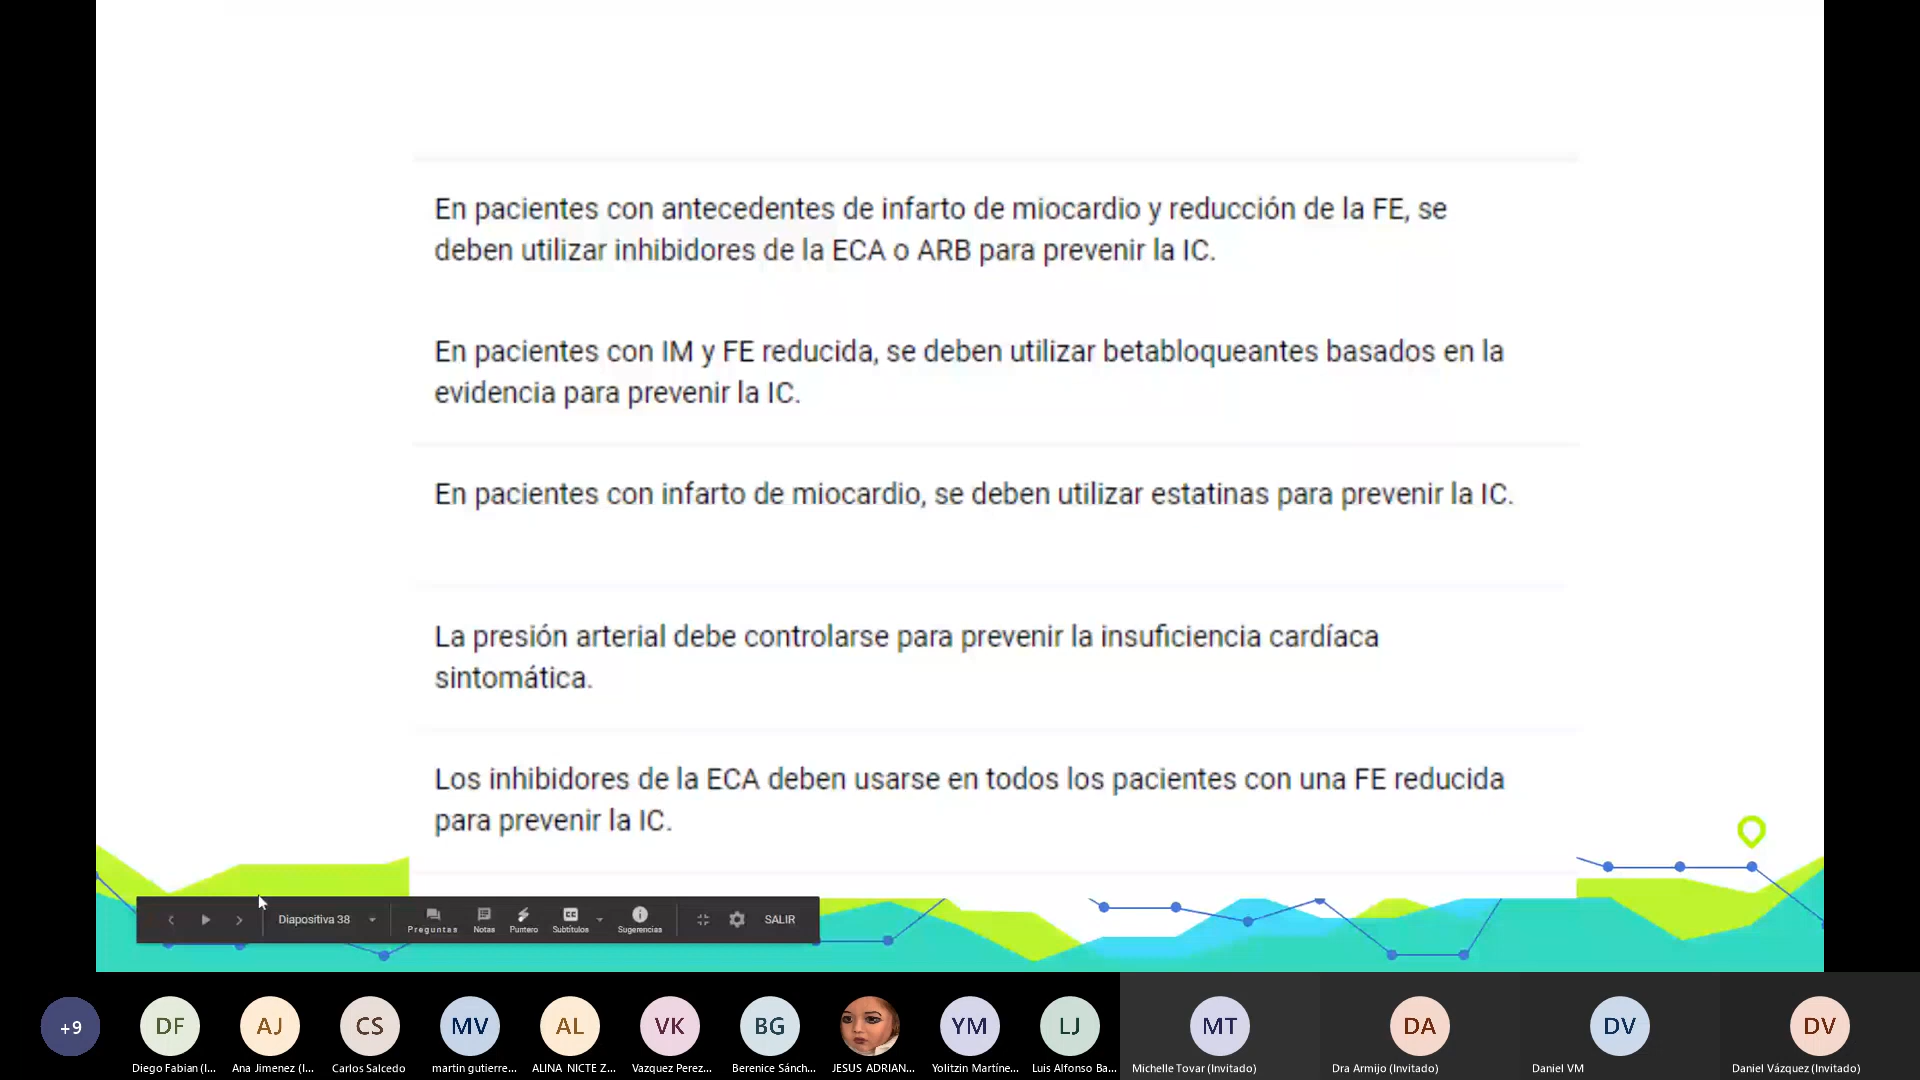 En pacientes con antecedentes de infarto de miocardio y reducción de la FE, se
deben utilizar inhibidores de la ECA o ARB para prevenir la IC.
En pacientes con IM y FE reducida, se deben utilizar betabloqueantes basados en la
evidencia para prevenir la IC.
En pacientes con infarto de miocardio, se deben utilizar estatinas para prevenir la IC.
La presión arterial debe controlarse para prevenir la insuficiencia cardíaca
sintomática.
Los inhibidores de la ECA deben usarse en todos los pacientes con una FE reducida
para prevenir la IC.
Diapositiva 38
Preguntas
Notas
Puntero
Subtítulos
Sugerencias
SALIR
+9
DF
AJ
CS
MV
AL
VK
BG
YM
LJ
MT
DA
DV
DV
Diego Fabian (I...
Ana Jimenez (I...
Carlos Salcedo
martin gutierre...
ALINA NICTE Z...
Vazquez Perez...
Berenice Sánch...
JESUS ADRIAN...
Yolitzin Martíne...
Luis Alfonso Ba...
Michelle Tovar (Invitado)
Dra Armijo (Invitado)
Daniel VM
Daniel Vázquez (Invitado)